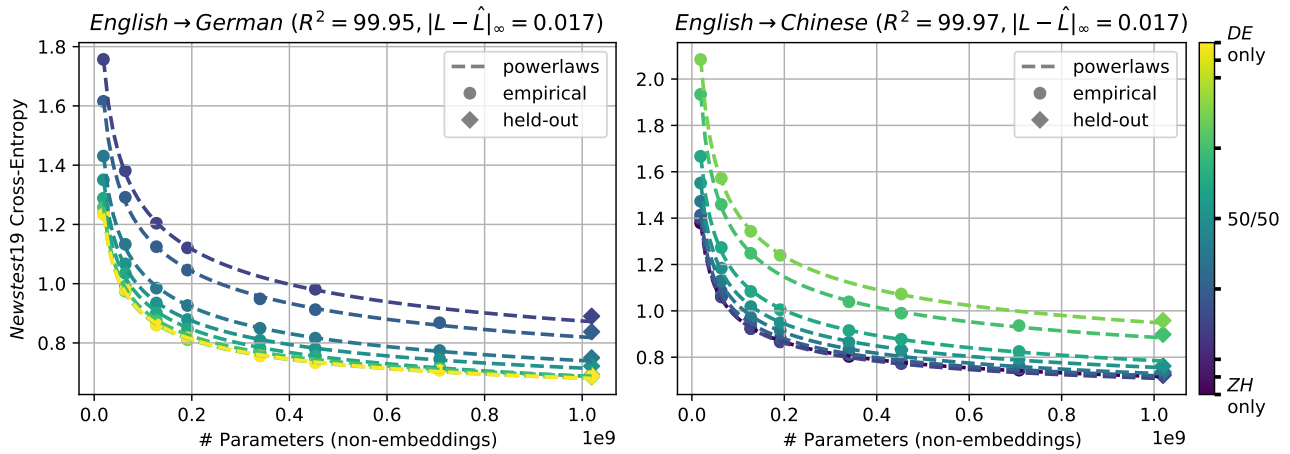 English→German (R² = 99.95, |L − L̂|∞ = 0.017)
1.8
1.6
1.4
1.2
1.0
0.8
Newstest19 Cross-Entropy
powerlaws
empirical
held-out
0.0
0.2
0.4
0.6
0.8
1.0
1e9
# Parameters (non-embeddings)
English→Chinese (R² = 99.97, |L − L̂|∞ = 0.017)
2.0
1.8
1.6
1.4
1.2
1.0
0.8
powerlaws
empirical
held-out
0.0
0.2
0.4
0.6
0.8
1.0
1e9
# Parameters (non-embeddings)
DE
only
50/50
ZH
only